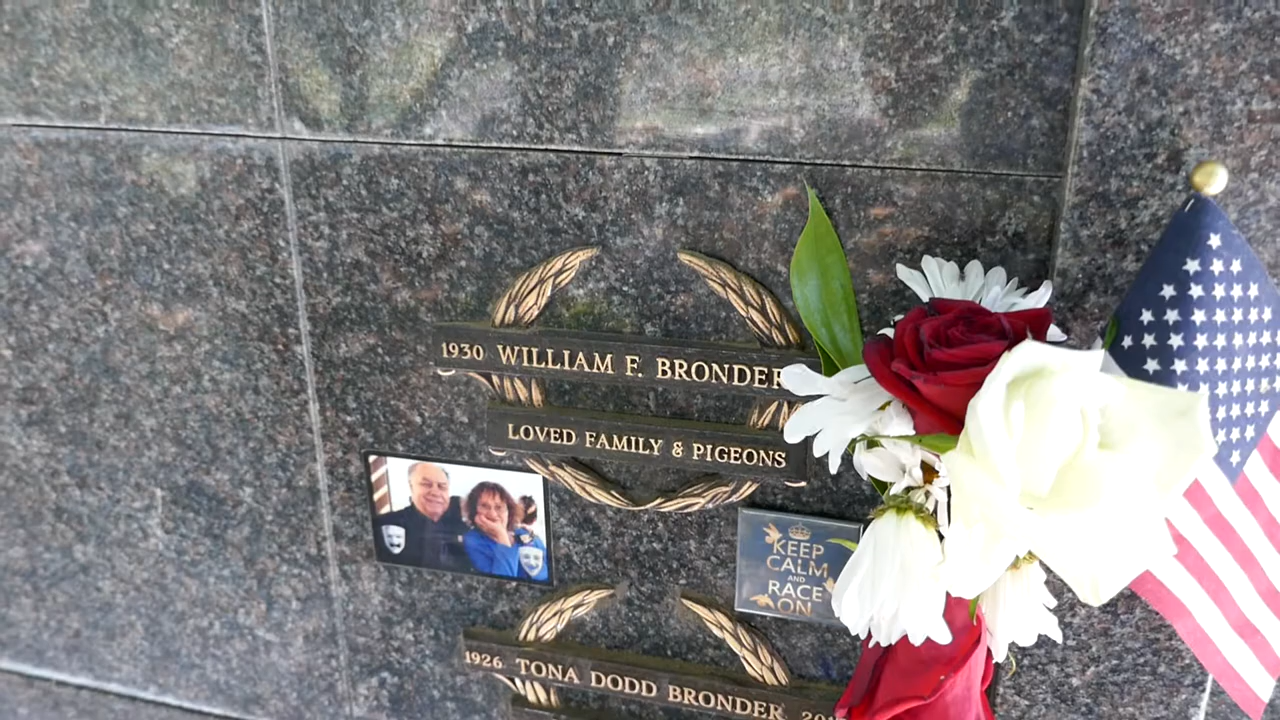 1930 WILLIAM F. BRONDER
LOVED FAMILY & PIGEONS
KEEP
CALM
AND
RACE
ON
1926 TONA DODD BRONDER